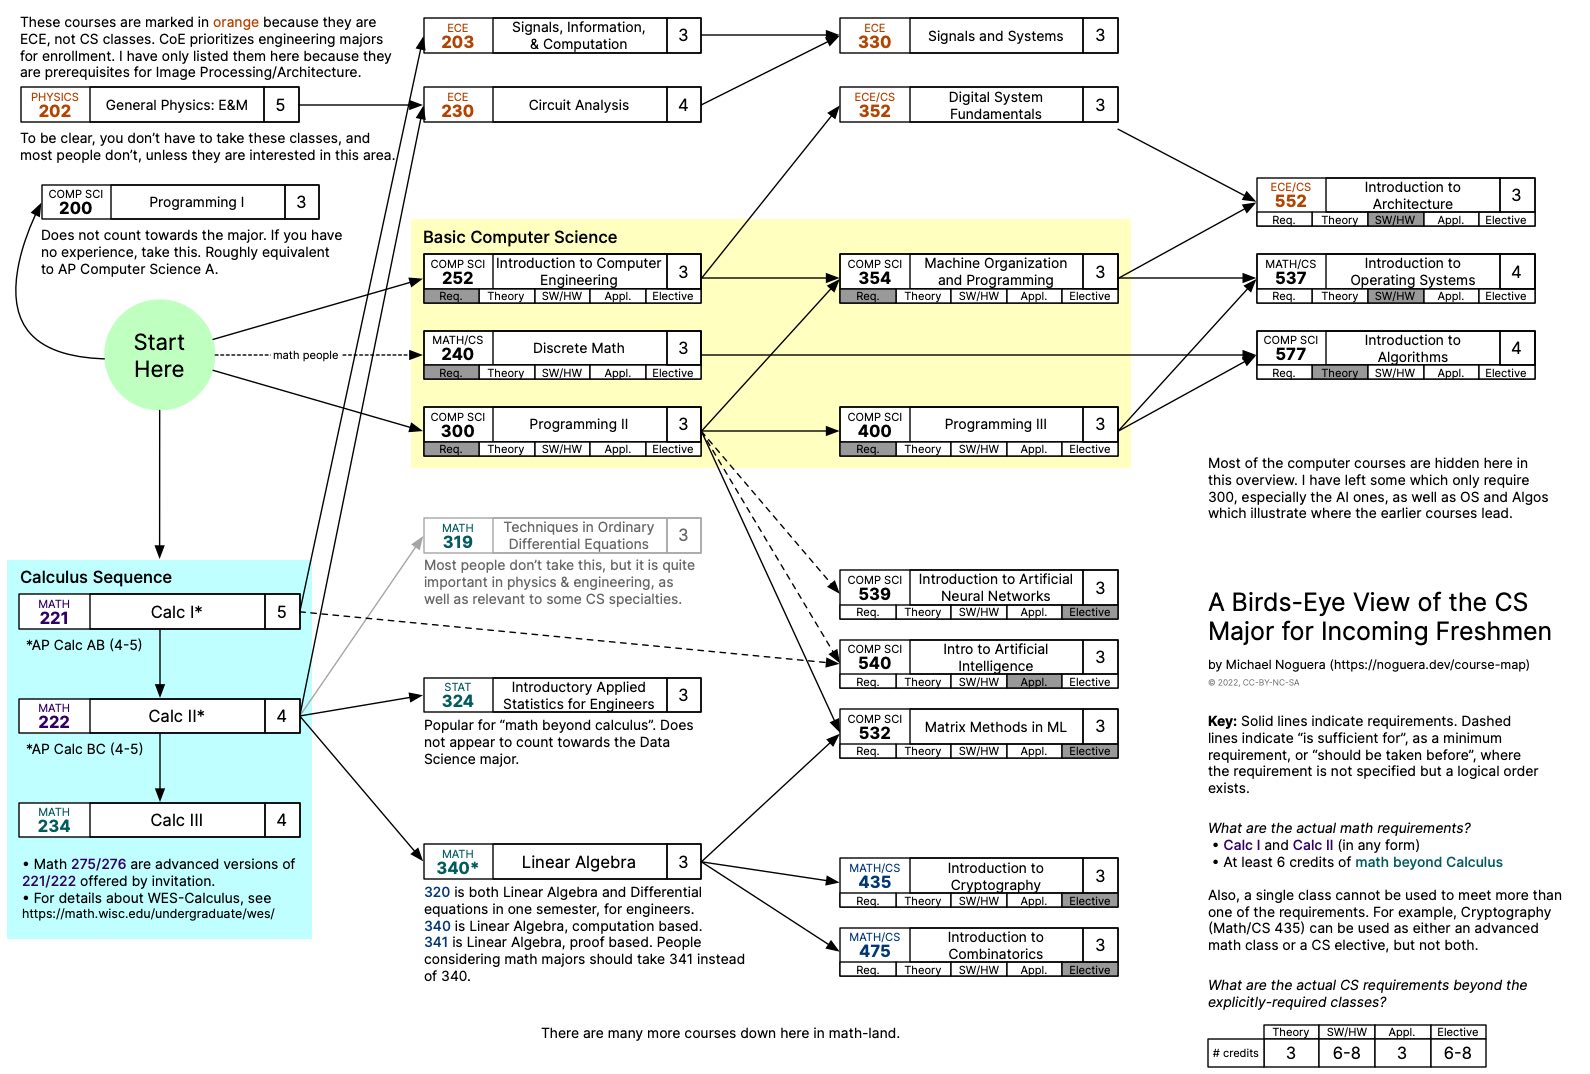 These courses are marked in orange because they are
ECE, not CS classes. CoE prioritizes engineering majors
for enrollment. I have only listed them here because they
are prerequisites for Image Processing/Architecture.
PHYSICS
202
General Physics: E&M
5
To be clear, you don’t have to take these classes, and
most people don’t, unless they are interested in this area.
COMP SCI
200
Programming I
3
Does not count towards the major. If you have
no experience, take this. Roughly equivalent
to AP Computer Science A.
Start
Here
math people
ECE
203
Signals, Information,
& Computation
3
ECE
330
Signals and Systems
3
ECE
230
Circuit Analysis
4
ECE/CS
352
Digital System
Fundamentals
3
ECE/CS
552
Introduction to
Architecture
3
Req. Theory SW/HW Appl. Elective
Basic Computer Science
COMP SCI
252
Introduction to Computer
Engineering
3
Req. Theory SW/HW Appl. Elective
COMP SCI
354
Machine Organization
and Programming
3
Req. Theory SW/HW Appl. Elective
MATH/CS
537
Introduction to
Operating Systems
4
Req. Theory SW/HW Appl. Elective
MATH/CS
240
Discrete Math
3
Req. Theory SW/HW Appl. Elective
COMP SCI
577
Introduction to
Algorithms
4
Req. Theory SW/HW Appl. Elective
COMP SCI
300
Programming II
3
Req. Theory SW/HW Appl. Elective
COMP SCI
400
Programming III
3
Req. Theory SW/HW Appl. Elective
Calculus Sequence
MATH
221
Calc I*
5
*AP Calc AB (4-5)
MATH
222
Calc II*
4
*AP Calc BC (4-5)
MATH
234
Calc III
4
• Math 275/276 are advanced versions of
221/222 offered by invitation.
• For details about WES-Calculus, see
https://math.wisc.edu/undergraduate/wes/
MATH
319
Techniques in Ordinary
Differential Equations
3
Most people don’t take this, but it is quite
important in physics & engineering, as
well as relevant to some CS specialties.
STAT
324
Introductory Applied
Statistics for Engineers
3
Popular for “math beyond calculus”. Does
not appear to count towards the Data
Science major.
MATH
340*
Linear Algebra
3
320 is both Linear Algebra and Differential
equations in one semester, for engineers.
340 is Linear Algebra, computation based.
341 is Linear Algebra, proof based. People
considering math majors should take 341 instead
of 340.
COMP SCI
539
Introduction to Artificial
Neural Networks
3
Req. Theory SW/HW Appl. Elective
COMP SCI
540
Intro to Artificial
Intelligence
3
Req. Theory SW/HW Appl. Elective
COMP SCI
532
Matrix Methods in ML
3
Req. Theory SW/HW Appl. Elective
MATH/CS
435
Introduction to
Cryptography
3
Req. Theory SW/HW Appl. Elective
MATH/CS
475
Introduction to
Combinatorics
3
Req. Theory SW/HW Appl. Elective
There are many more courses down here in math-land.
Most of the computer courses are hidden here in
this overview. I have left some which only require
300, especially the AI ones, as well as OS and Algos
which illustrate where the earlier courses lead.
A Birds-Eye View of the CS
Major for Incoming Freshmen
by Michael Noguera (https://noguera.dev/course-map)
© 2022, CC-BY-NC-SA
Key: Solid lines indicate requirements. Dashed
lines indicate “is sufficient for”, as a minimum
requirement, or “should be taken before”, where
the requirement is not specified but a logical order
exists.
What are the actual math requirements?
• Calc I and Calc II (in any form)
• At least 6 credits of math beyond Calculus
Also, a single class cannot be used to meet more than
one of the requirements. For example, Cryptography
(Math/CS 435) can be used as either an advanced
math class or a CS elective, but not both.
What are the actual CS requirements beyond the
explicitly-required classes?
Theory SW/HW Appl. Elective
# credits 3 6-8 3 6-8